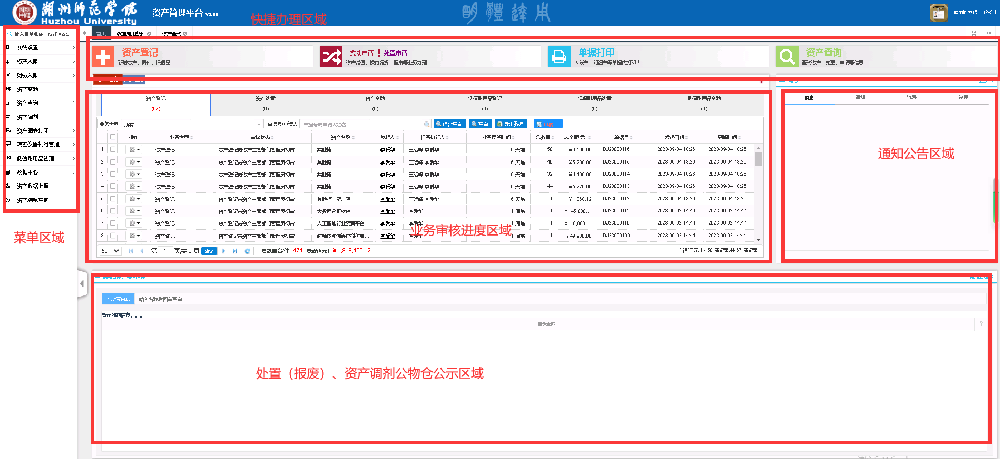 湖州师范学院
Huzhou University
资产管理平台 V2.35
明體達用
admin 老师，您好！
快捷办理区域
输入菜单名称，快速匹配...
首页
设置常用条件
资产查询
系统设置
资产入账
财务入账
资产变动
资产查询
资产调剂
资产图表打印
精密仪器机时管理
低值耐用品管理
数据中心
资产数据上报
资产溯源查询
菜单区域
资产登记
新增资产、附件、低值品
变动申请 处置申请
资产减值、校内调拨、报废等业务办理！
单据打印
入账单、明细单等单据的打印！
资产查询
查询资产、变更、申请等信息！
资产登记 资产处置 资产变动 低值耐用品登记 低值耐用品处置 低值耐用品变动
(67) (0) (0) (0) (0) (0)
业务类型 所有 单据号/申请人 单据号或申请人姓名 组合查询 查询 导出数据 审核
操作 业务类型 审核状态 资产名称 发起人 任务执行人 业务停留时间 总数量 总金额(元) 单据号 发起日期 更新时间
1 资产登记 资产登记待资产主管部门管理员初审 其他椅 李爱华 王远峰,李爱华 6 天前 50 ￥6,500.00 DJ23000116 2023-09-04 18:26 2023-09-04 18:26
2 资产登记 资产登记待资产主管部门管理员初审 其他椅 李爱华 王远峰,李爱华 6 天前 40 ￥5,200.00 DJ23000115 2023-09-04 18:26 2023-09-04 18:26
3 资产登记 资产登记待资产主管部门管理员初审 其他椅 李爱华 王远峰,李爱华 6 天前 32 ￥4,160.00 DJ23000114 2023-09-04 18:26 2023-09-04 18:26
4 资产登记 资产登记待资产主管部门管理员初审 其他椅 李爱华 王远峰,李爱华 6 天前 44 ￥5,720.00 DJ23000113 2023-09-04 18:26 2023-09-04 18:26
5 资产登记 资产登记待资产主管部门管理员初审 其他柜、厨、箱 李爱华 王远峰,李爱华 6 天前 1 ￥1,068.12 DJ23000112 2023-09-04 18:26 2023-09-04 18:26
6 资产登记 资产登记待资产主管部门管理员初审 大数据分析软件 李爱华 李爱华 1 周前 1 ￥145,000... DJ23000111 2023-09-02 14:44 2023-09-02 14:44
7 资产登记 资产登记待资产主管部门管理员初审 人工智能行业预测平台 李爱华 李爱华 1 周前 1 ￥110,000... DJ23000110 2023-09-02 14:44 2023-09-02 14:44
8 资产登记 资产登记待资产主管部门管理员初审 教师技能训练虚拟仿真... 李爱华 李爱华 1 周前 1 ￥49,900.00 DJ23000109 2023-09-02 14:44 2023-09-02 14:44
业务审核进度区域
50 第 1 页,共 2 页 确定 总数量(台/件): 474 总金额(元): ￥1,919,466.12 当前显示 1 - 50 条记录,共 67 条记录
消息 通知 流程 制度
通知公告区域
所有类别 输入名称后回车查询
暂无调剂信息。。。
显示全部
处置（报废）、资产调剂公物仓公示区域